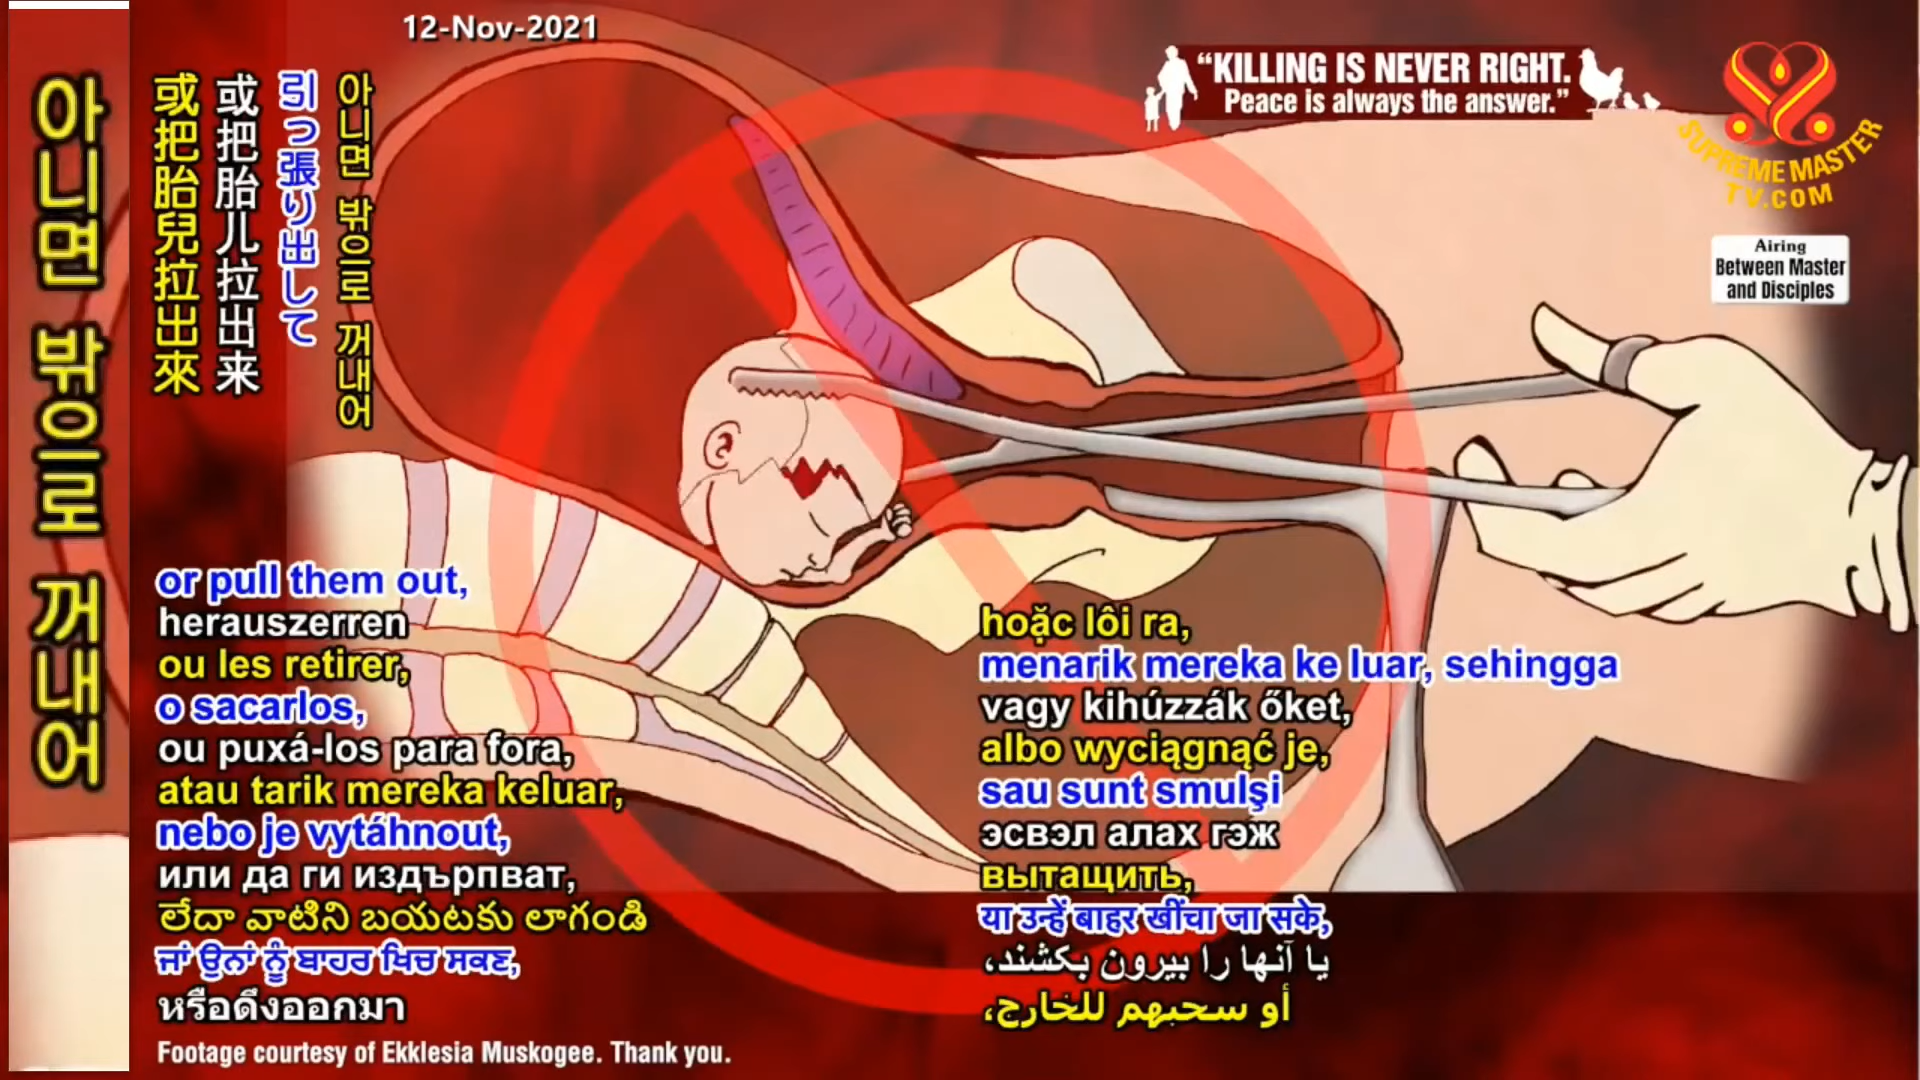 12-Nov-2021
“KILLING IS NEVER RIGHT.
Peace is always the answer.”
SUPREME MASTER
TV.COM
Airing
Between Master
and Disciples
아니면 밖으로 꺼내어
或把胎兒拉出來
或把胎儿拉出来
引っ張り出して
아니면 밖으로 꺼내어
or pull them out,
herauszerren
ou les retirer,
o sacarlos,
ou puxá-los para fora,
atau tarik mereka keluar,
nebo je vytáhnout,
или да ги издърпват,
లేదా వాటిని బయటకు లాగండి
ਜਾਂ ਉਨਾਂ ਨੂੰ ਬਾਹਰ ਖਿਚ ਸਕਣ,
หรือดึงออกมา
hoặc lôi ra,
menarik mereka ke luar, sehingga
vagy kihúzzák őket,
albo wyciągnąć je,
sau sunt smulşi
эсвэл алах гэж
вытащить,
या उन्हें बाहर खींचा जा सके,
یا آنها را بیرون بکشند،
أو سحبهم للخارج،
Footage courtesy of Ekklesia Muskogee. Thank you.